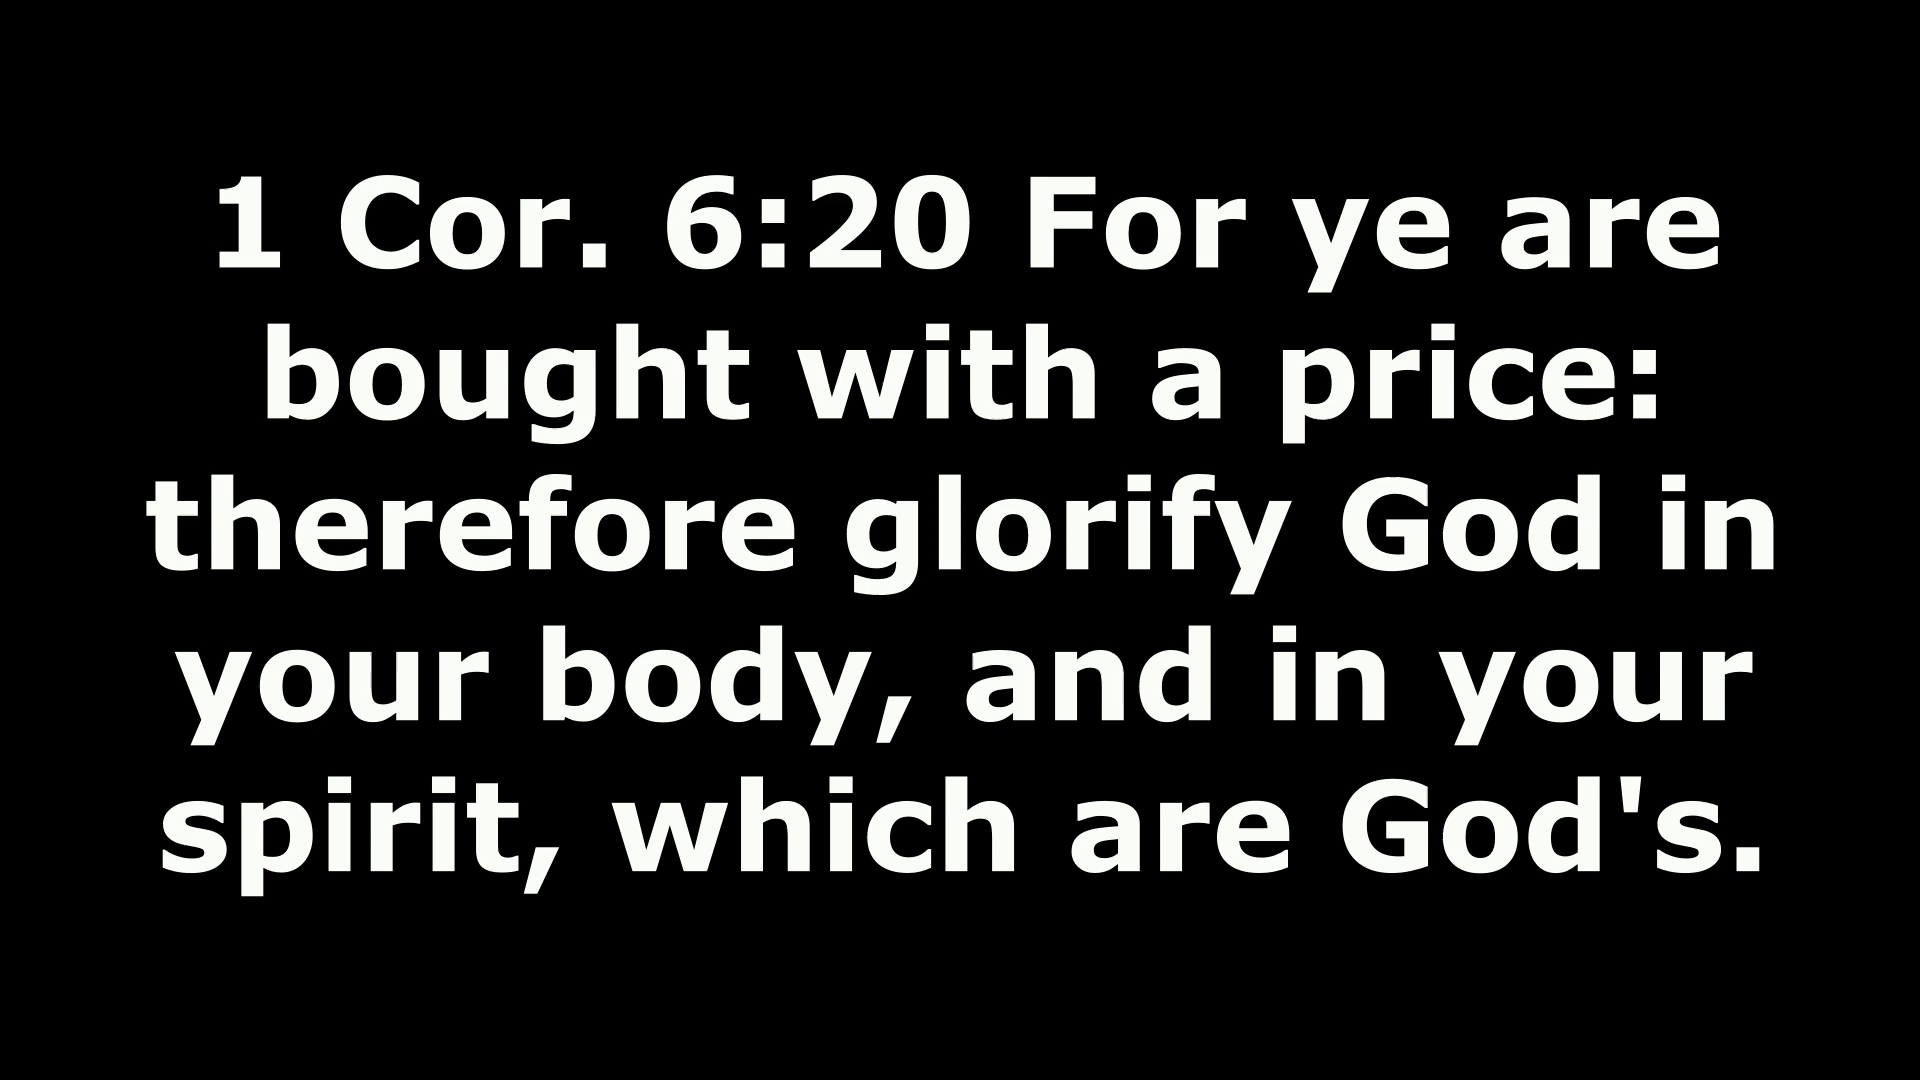 1 Cor. 6:20 For ye are
bought with a price:
therefore glorify God in
your body, and in your
spirit, which are God's.